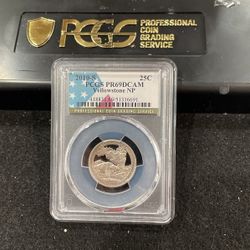 PCGS
PROFESSIONAL
COIN
GRADING
SERVICE
2010-S 25C
PCGS PR69DCAM
Yellowstone NP
PROFESSIONAL COIN GRADING SERVICE